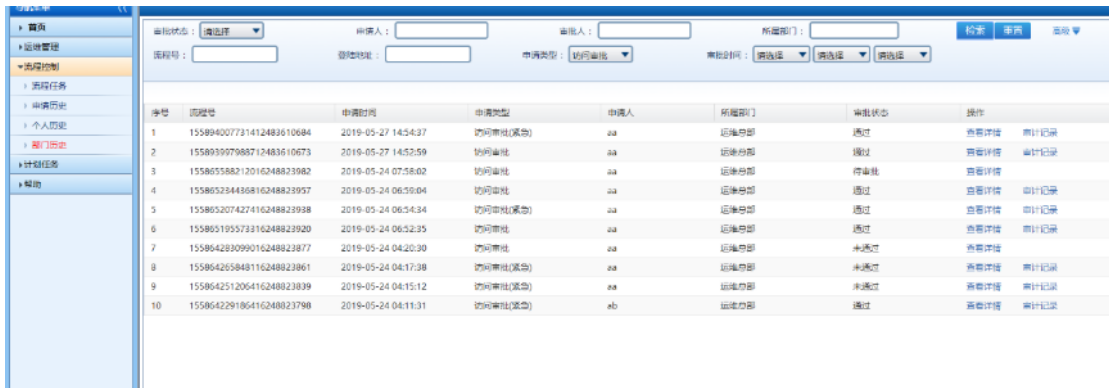 导航菜单
首页
运维管理
流程控制
流程任务
申请历史
个人历史
部门历史
计划任务
帮助
审批状态： 请选择 申请人： 审批人： 所属部门： 检索 重置 高级
流程号： 登陆地址： 申请类型： 访问审批 审批时间： 请选择 请选择 请选择
序号 流程号 申请时间 申请类型 申请人 所属部门 审批状态 操作
1 1558940077314124836​10684 2019-05-27 14:54:37 访问审批(紧急) aa 运维总部 通过 查看详情 审计记录
2 155893997988712483610673 2019-05-27 14:52:59 访问审批 aa 运维总部 通过 查看详情 审计记录
3 155865588212016248823982 2019-05-24 07:58:02 访问审批 aa 运维总部 待审批 查看详情
4 155865234436816248823957 2019-05-24 06:59:04 访问审批 aa 运维总部 通过 查看详情 审计记录
5 155865207427416248823938 2019-05-24 06:54:34 访问审批(紧急) aa 运维总部 通过 查看详情 审计记录
6 155865195573316248823920 2019-05-24 06:52:35 访问审批 aa 运维总部 通过 查看详情 审计记录
7 155864283099016248823877 2019-05-24 04:20:30 访问审批 aa 运维总部 未通过 查看详情
8 155864265848116248823861 2019-05-24 04:17:38 访问审批(紧急) aa 运维总部 未通过 查看详情 审计记录
9 155864251206416248823839 2019-05-24 04:15:12 访问审批(紧急) aa 运维总部 未通过 查看详情 审计记录
10 155864229186416248823798 2019-05-24 04:11:31 访问审批(紧急) ab 运维总部 通过 查看详情 审计记录